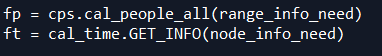 fp = cps.cal_people_all(range_info_need)
ft = cal_time.GET_INFO(node_info_need)